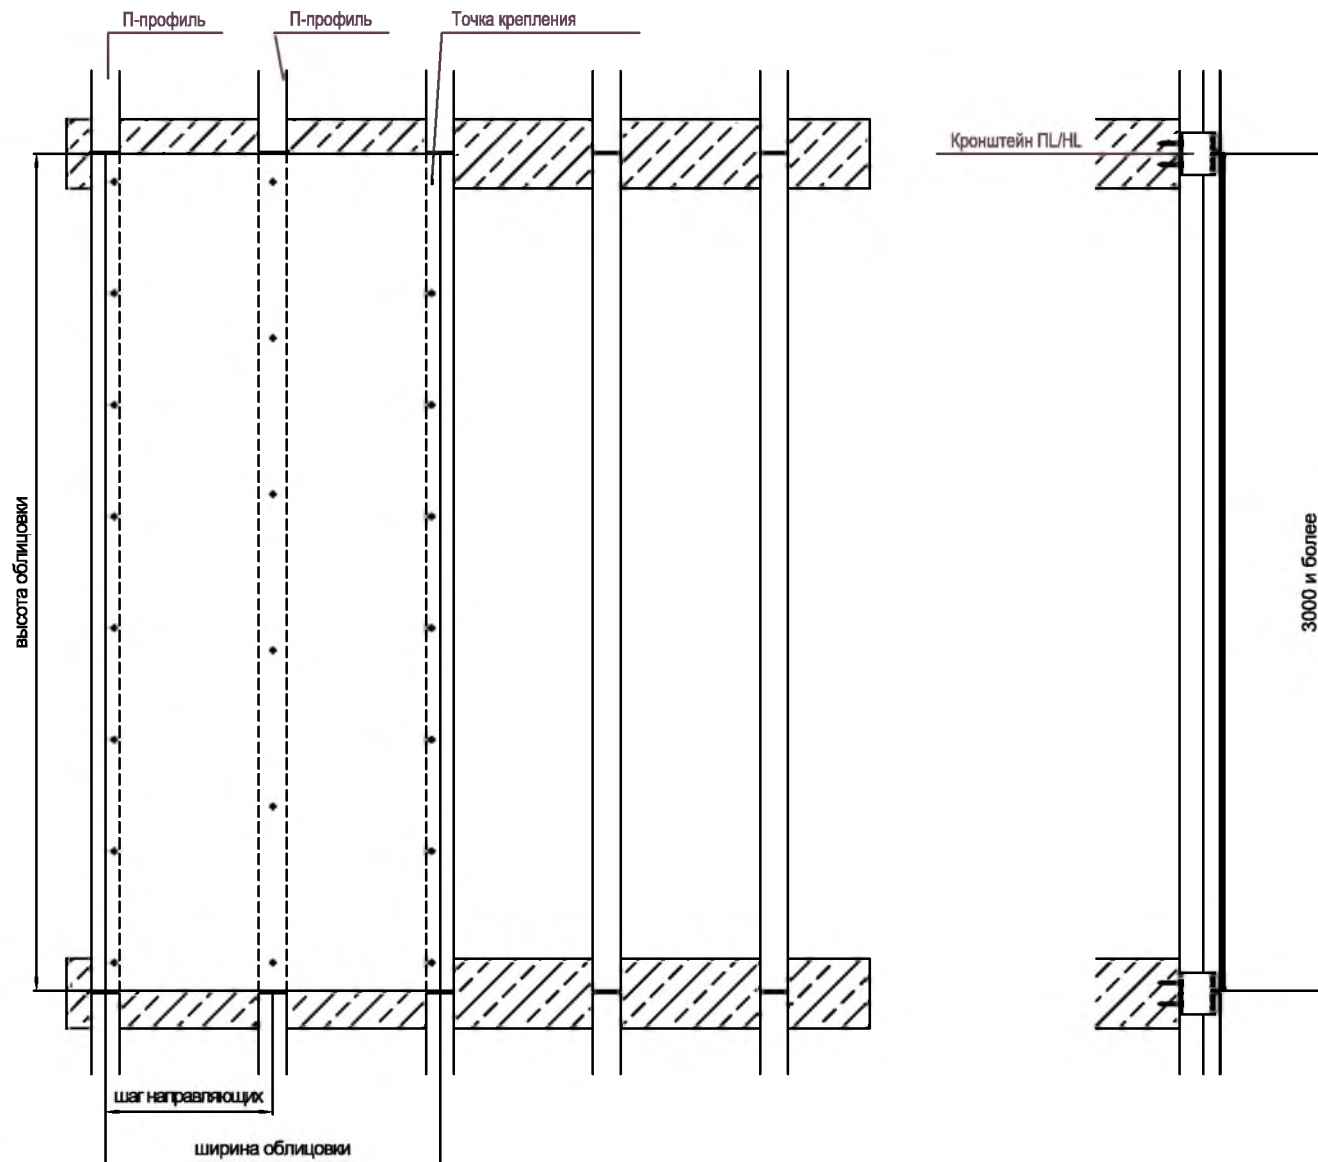 П-профиль
П-профиль
Точка крепления
Кронштейн ПL/HL
высота облицовки
3000 и более
шаг направляющих
ширина облицовки